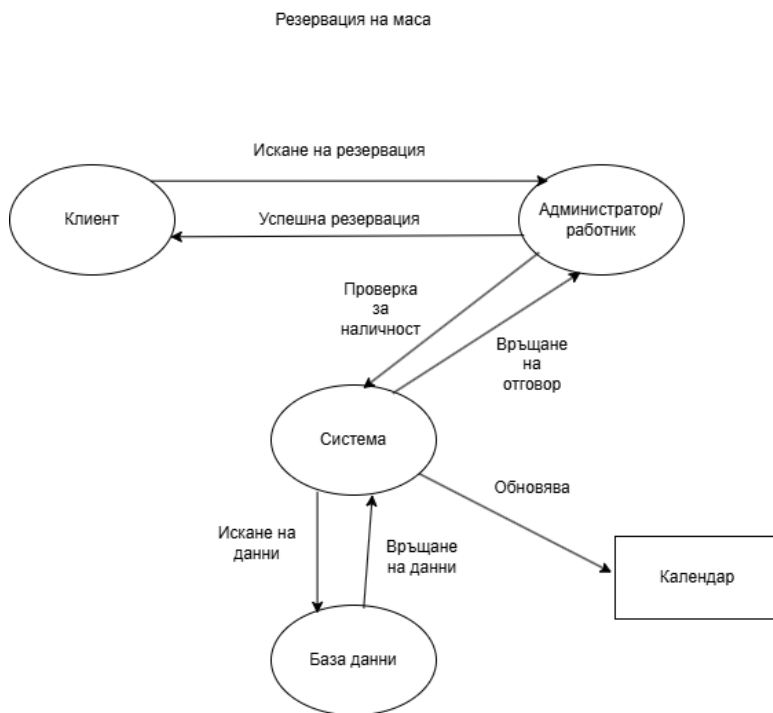 Резервация на маса
Искане на резервация
Клиент
Успешна резервация
Администратор/
работник
Проверка
за
наличност
Връщане
на
отговор
Система
Обновява
Искане на
данни
Връщане
на данни
Календар
База данни